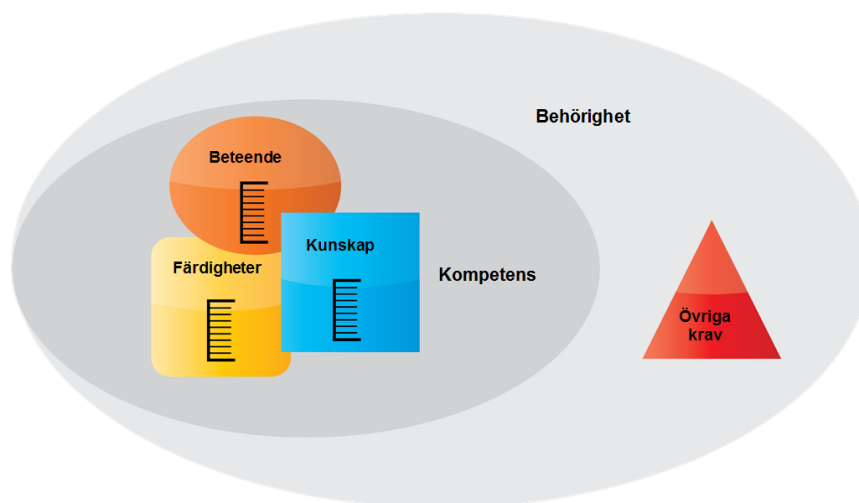 Behörighet
Beteende
Kunskap
Färdigheter
Kompetens
Övriga
krav